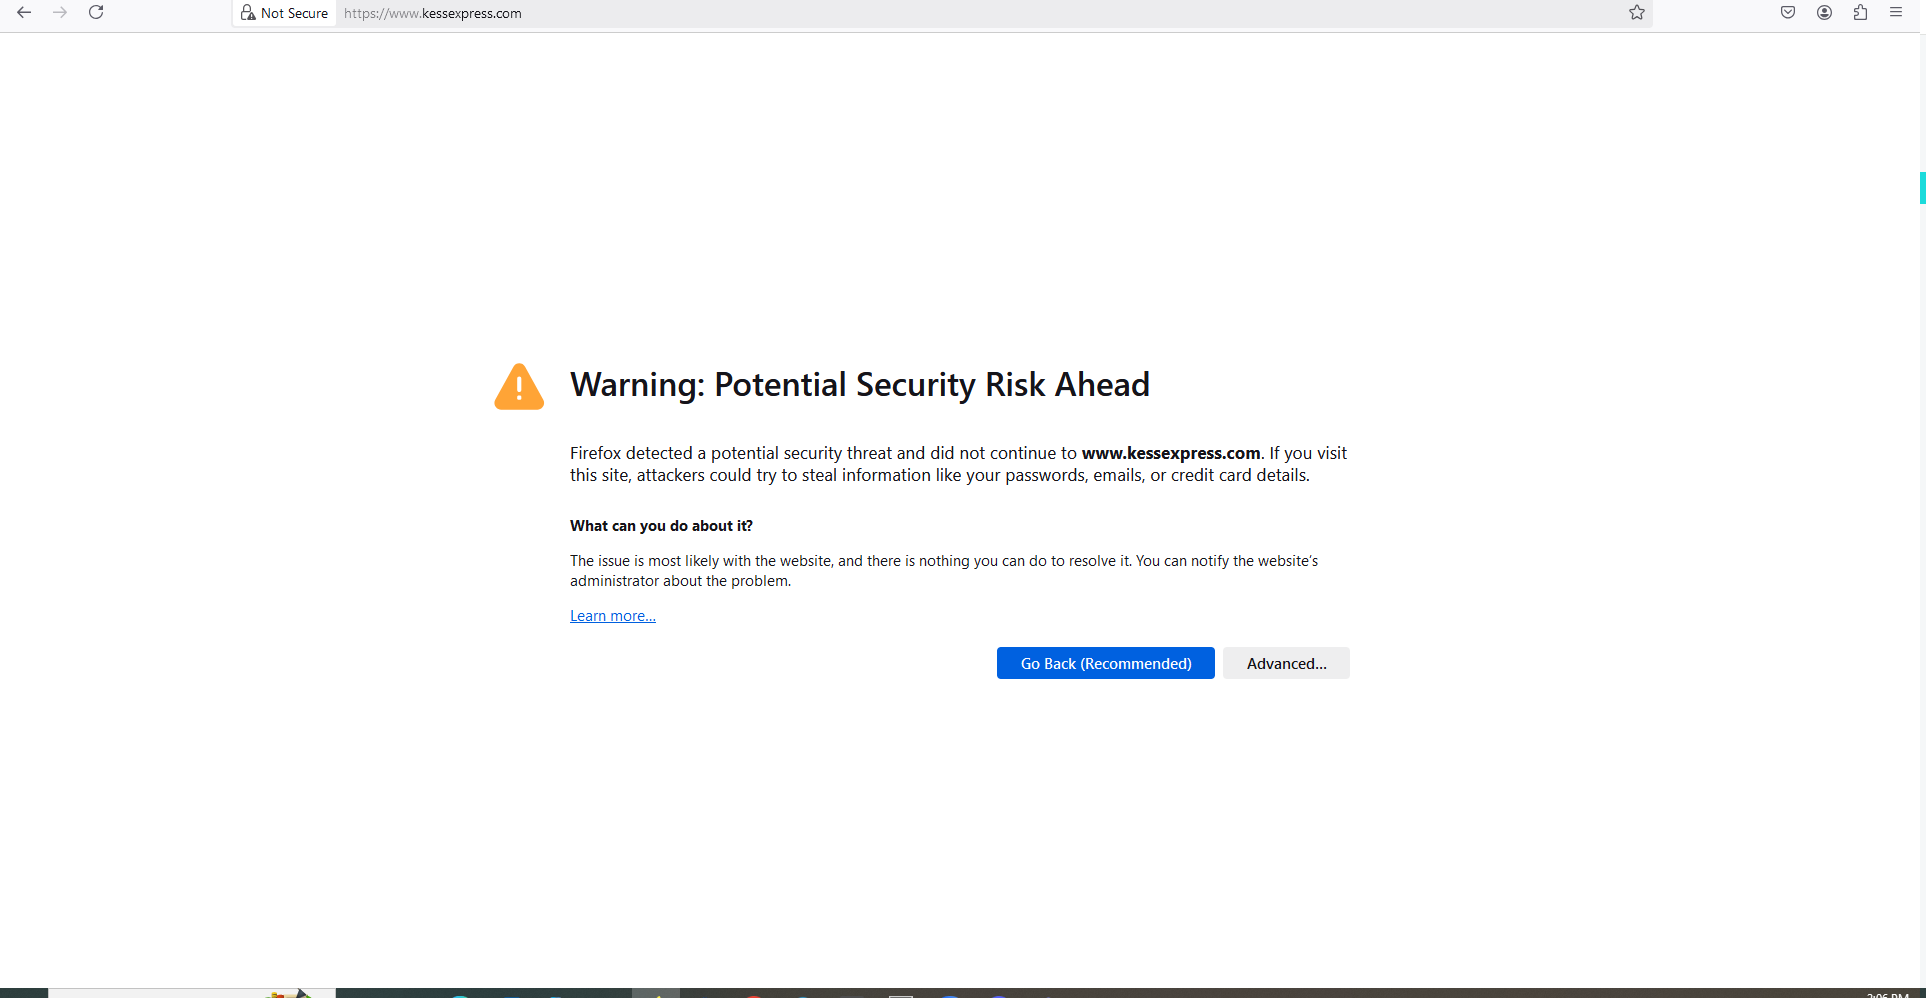 Not Secure https://www.kessexpress.com
Warning: Potential Security Risk Ahead
Firefox detected a potential security threat and did not continue to www.kessexpress.com. If you visit
this site, attackers could try to steal information like your passwords, emails, or credit card details.
What can you do about it?
The issue is most likely with the website, and there is nothing you can do to resolve it. You can notify the website’s
administrator about the problem.
Learn more…
Go Back (Recommended) Advanced…